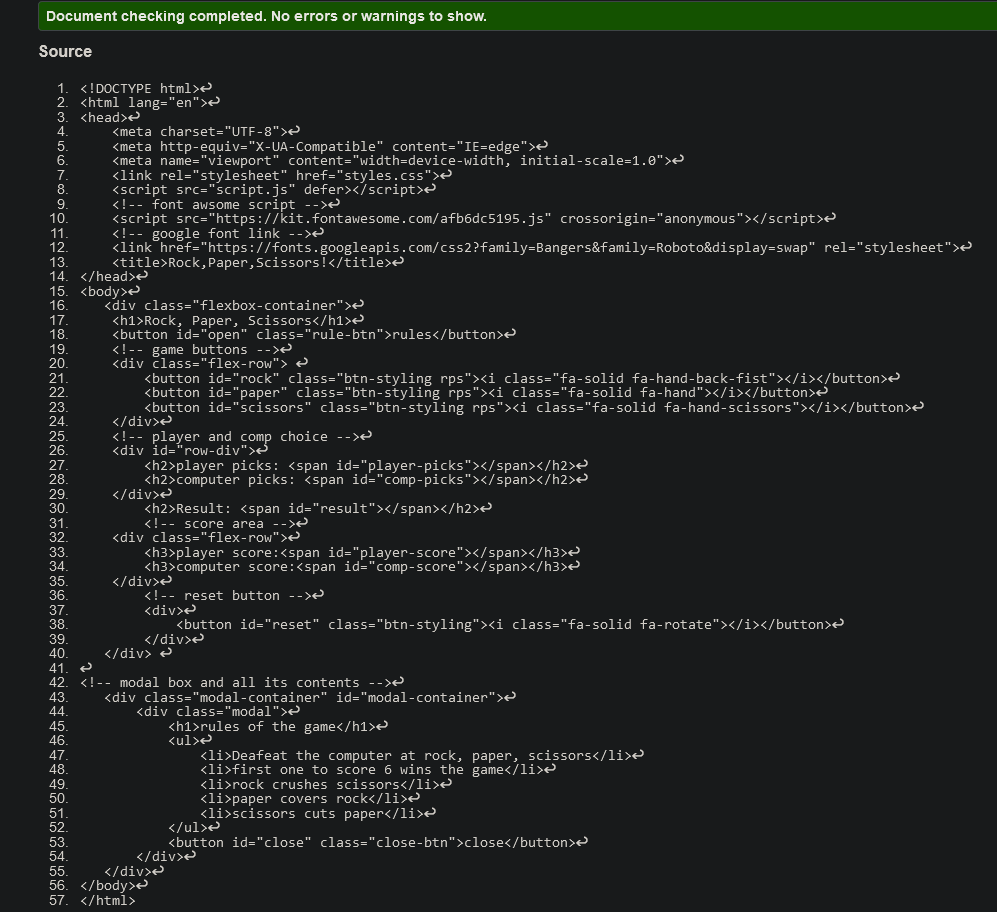 Document checking completed. No errors or warnings to show.
Source
1. <!DOCTYPE html>↩
2. <html lang="en">↩
3. <head>↩
4.     <meta charset="UTF-8">↩
5.     <meta http-equiv="X-UA-Compatible" content="IE=edge">↩
6.     <meta name="viewport" content="width=device-width, initial-scale=1.0">↩
7.     <link rel="stylesheet" href="styles.css">↩
8.     <script src="script.js" defer></script>↩
9.     <!-- font awsome script -->↩
10.     <script src="https://kit.fontawesome.com/afb6dc5195.js" crossorigin="anonymous"></script>↩
11.     <!-- google font link -->↩
12.     <link href="https://fonts.googleapis.com/css2?family=Bangers&family=Roboto&display=swap" rel="stylesheet">↩
13.     <title>Rock,Paper,Scissors!</title>↩
14. </head>↩
15. <body>↩
16.    <div class="flexbox-container">↩
17.     <h1>Rock, Paper, Scissors</h1>↩
18.     <button id="open" class="rule-btn">rules</button>↩
19.     <!-- game buttons -->↩
20.     <div class="flex-row"> ↩
21.         <button id="rock" class="btn-styling rps"><i class="fa-solid fa-hand-back-fist"></i></button>↩
22.         <button id="paper" class="btn-styling rps"><i class="fa-solid fa-hand"></i></button>↩
23.         <button id="scissors" class="btn-styling rps"><i class="fa-solid fa-hand-scissors"></i></button>↩
24.     </div>↩
25.     <!-- player and comp choice -->↩
26.     <div id="row-div">↩
27.         <h2>player picks: <span id="player-picks"></span></h2>↩
28.         <h2>computer picks: <span id="comp-picks"></span></h2>↩
29.     </div>↩
30.         <h2>Result: <span id="result"></span></h2>↩
31.         <!-- score area -->↩
32.     <div class="flex-row">↩
33.         <h3>player score:<span id="player-score"></span></h3>↩
34.         <h3>computer score:<span id="comp-score"></span></h3>↩
35.     </div>↩
36.         <!-- reset button -->↩
37.         <div>↩
38.             <button id="reset" class="btn-styling"><i class="fa-solid fa-rotate"></i></button>↩
39.         </div>↩
40.    </div> ↩
41. ↩
42. <!-- modal box and all its contents -->↩
43.    <div class="modal-container" id="modal-container">↩
44.        <div class="modal">↩
45.            <h1>rules of the game</h1>↩
46.            <ul>↩
47.                <li>Deafeat the computer at rock, paper, scissors</li>↩
48.                <li>first one to score 6 wins the game</li>↩
49.                <li>rock crushes scissors</li>↩
50.                <li>paper covers rock</li>↩
51.                <li>scissors cuts paper</li>↩
52.            </ul>↩
53.            <button id="close" class="close-btn">close</button>↩
54.        </div>↩
55.    </div>↩
56. </body>↩
57. </html>